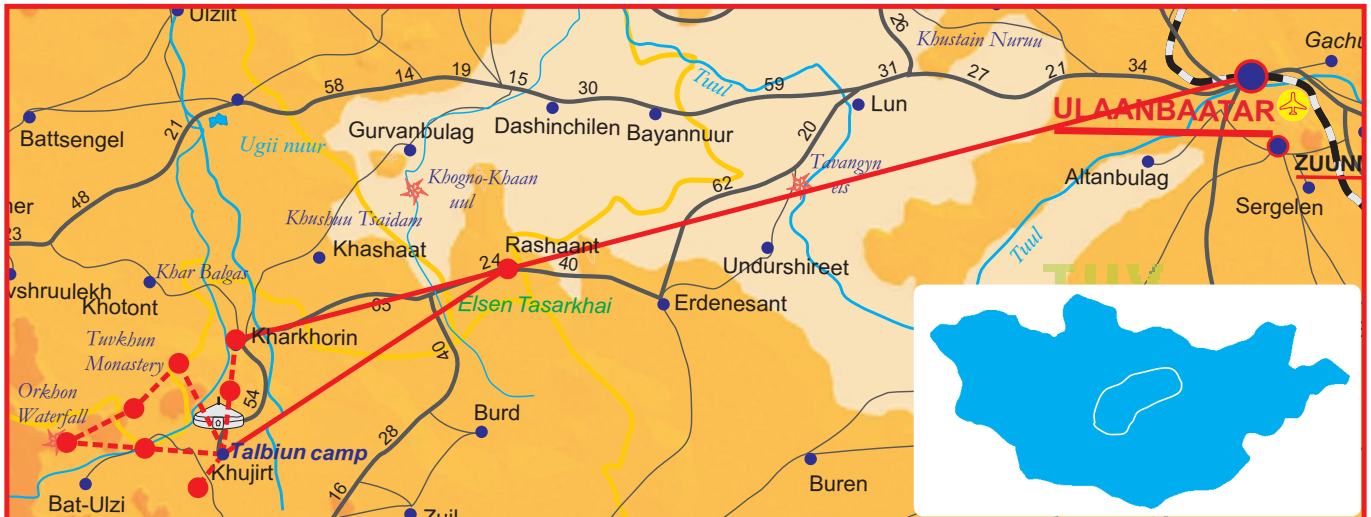 Ulziit
26
Khustain Nuruu
Gachu
58
14
19
15
30
Tuul
59
31
27
21
34
Battsengel
21
Ugii nuur
Gurvanbulag
Dashinchilen
Bayannuur
Lun
20
ULAANBAATAR
48
Khogno-Khaan
uul
62
Tavangyn
els
Altanbulag
ZUUN
ner
23
Khushuu Tsaidam
Khashaat
Sergelen
Rashaant
24
40
Undurshireet
Tuul
TUV
vshruulekh
Khar Balgas
Khotont
65
Elsen Tasarkhai
Erdenesant
Tuvkhun
Monastery
Kharkhorin
40
Orkhon
Waterfall
54
Burd
28
Talbiun camp
Khujirt
Buren
16
Bat-Ulzi
Zuil